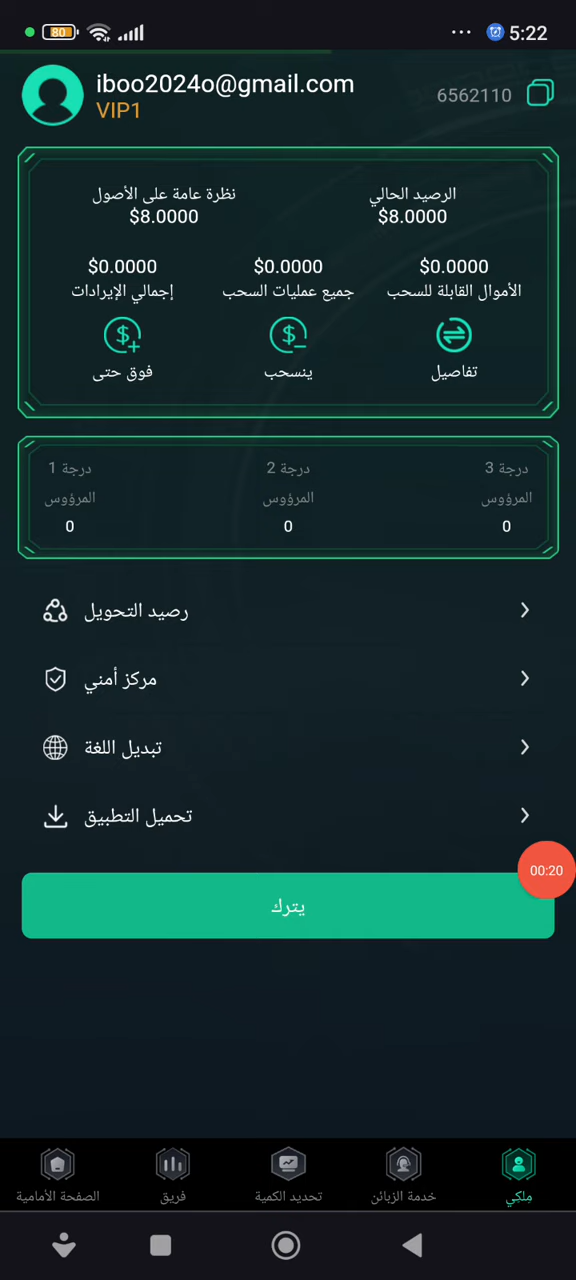 80
5:22
iboo2024o@gmail.com
VIP1
6562110
الرصيد الحالي
$8.0000
نظرة عامة على الأصول
$8.0000
$0.0000
الأموال القابلة للسحب
$0.0000
جميع عمليات السحب
$0.0000
إجمالي الإيرادات
تفاصيل
ينسحب
فوق حتى
درجة 1
المرؤوس
0
درجة 2
المرؤوس
0
درجة 3
المرؤوس
0
رصيد التحويل
مركز أمني
تبديل اللغة
تحميل التطبيق
00:20
يترك
الصفحة الأمامية
فريق
تحديد الكمية
خدمة الزبائن
مِلكِي